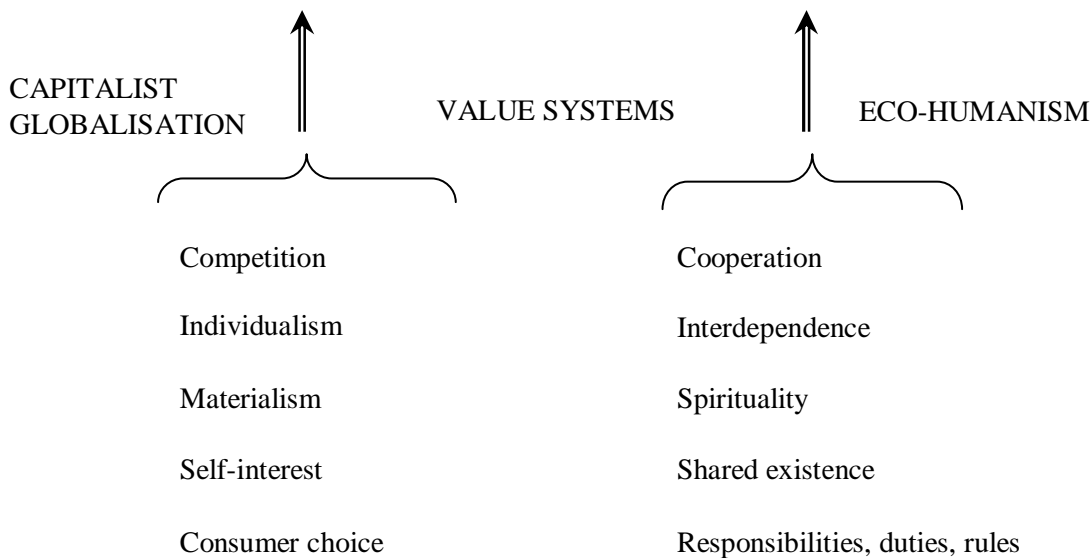 CAPITALIST
GLOBALISATION
VALUE SYSTEMS
ECO-HUMANISM
Competition
Cooperation
Individualism
Interdependence
Materialism
Spirituality
Self-interest
Shared existence
Consumer choice
Responsibilities, duties, rules